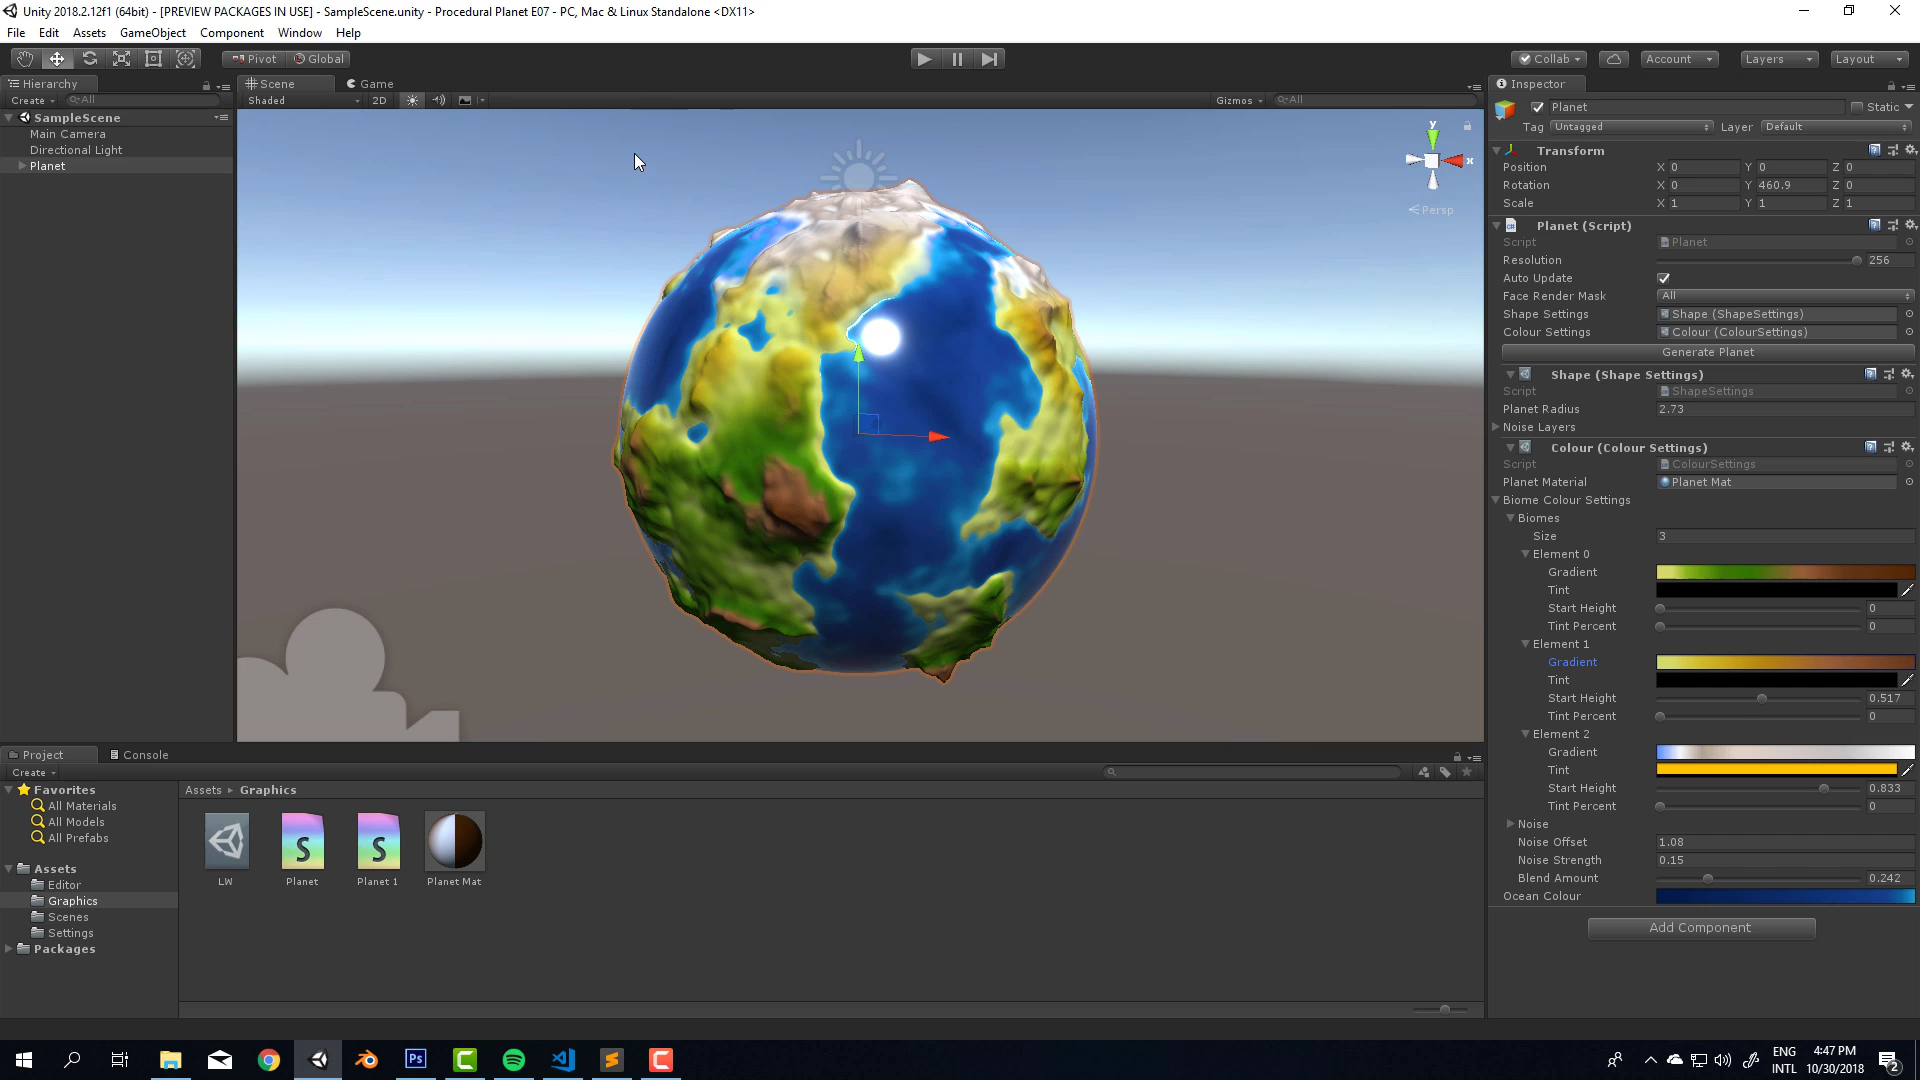 Unity 2018.2.12f1 (64bit) - [PREVIEW PACKAGES IN USE] - SampleScene.unity - Procedural Planet E07 - PC, Mac & Linux Standalone <DX11>
File Edit Assets GameObject Component Window Help
Pivot Global Collab Account Layers Layout
Hierarchy
Create All
SampleScene
Main Camera
Directional Light
Planet
Scene Game
Shaded 2D Gizmos All
y
x
Persp
Inspector
Planet Static
Tag Untagged Layer Default
Transform
Position X 0 Y 0 Z 0
Rotation X 0 Y 460.9 Z 0
Scale X 1 Y 1 Z 1
Planet (Script)
Script Planet
Resolution 256
Auto Update
Face Render Mask All
Shape Settings Shape (ShapeSettings)
Colour Settings Colour (ColourSettings)
Generate Planet
Shape (Shape Settings)
Script ShapeSettings
Planet Radius 2.73
Noise Layers
Colour (Colour Settings)
Script ColourSettings
Planet Material Planet Mat
Biome Colour Settings
Biomes
Size 3
Element 0
Gradient
Tint
Start Height 0
Tint Percent 0
Element 1
Gradient
Tint
Start Height 0.517
Tint Percent 0
Element 2
Gradient
Tint
Start Height 0.833
Tint Percent 0
Noise
Noise Offset 1.08
Noise Strength 0.15
Blend Amount 0.242
Ocean Colour
Add Component
Project Console
Create
Favorites
All Materials
All Models
All Prefabs
Assets
Editor
Graphics
Scenes
Settings
Packages
Assets ▸ Graphics
S S
LW Planet Planet 1 Planet Mat
Ps
ENG
INTL
4:47 PM
10/30/2018
2